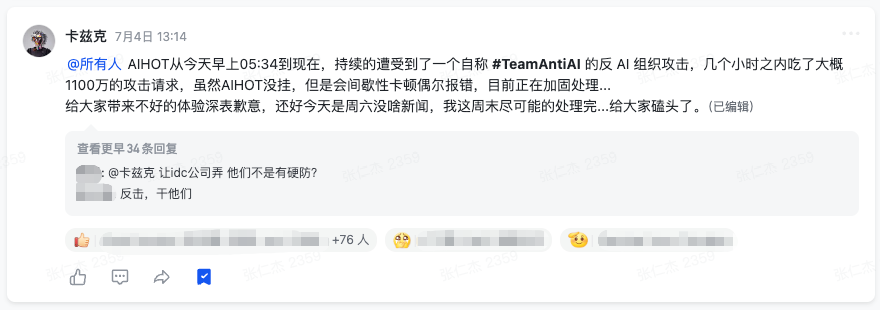 卡兹克 7月4日 13:14
@所有人 AIHOT从今天早上05:34到现在，持续的遭受到了一个自称 #TeamAntiAI 的反 AI 组织攻击，几个小时之内吃了大概
1100万的攻击请求，虽然AIHOT没挂，但是会间歇性卡顿偶尔报错，目前正在加固处理...
给大家带来不好的体验深表歉意，还好今天是周六没啥新闻，我这周末尽可能的处理完...给大家磕头了。(已编辑)
查看更早34条回复
: @卡兹克 让idc公司弄 他们不是有硬防?
反击，干他们
+76 人
张仁杰 2359